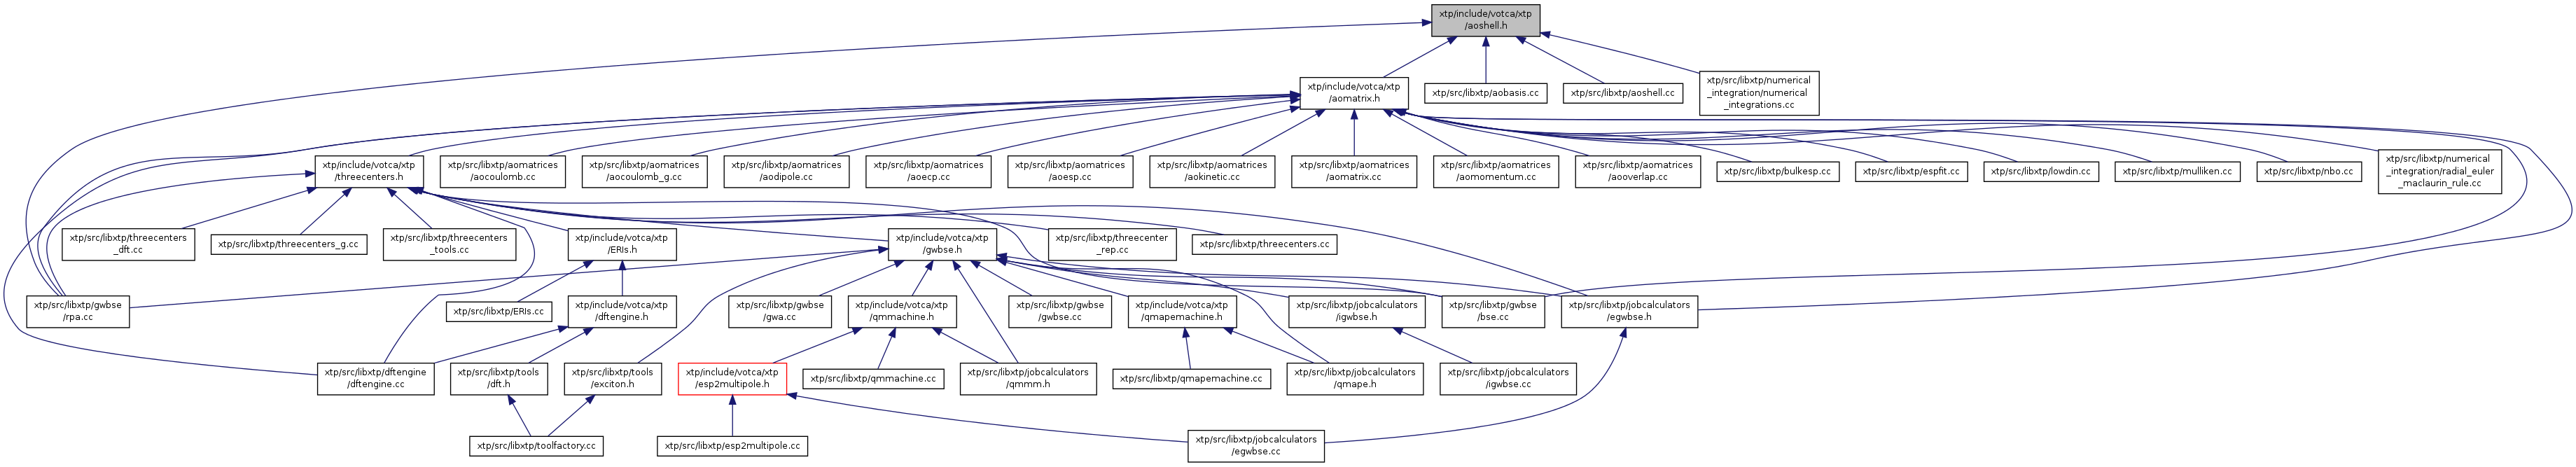 xtp/include/votca/xtp
/aoshell.h
xtp/include/votca/xtp
/aomatrix.h
xtp/src/libxtp/aobasis.cc
xtp/src/libxtp/aoshell.cc
xtp/src/libxtp/numerical
_integration/numerical
_integrations.cc
xtp/include/votca/xtp
/threecenters.h
xtp/src/libxtp/aomatrices
/aocoulomb.cc
xtp/src/libxtp/aomatrices
/aocoulomb_g.cc
xtp/src/libxtp/aomatrices
/aodipole.cc
xtp/src/libxtp/aomatrices
/aoecp.cc
xtp/src/libxtp/aomatrices
/aoesp.cc
xtp/src/libxtp/aomatrices
/aokinetic.cc
xtp/src/libxtp/aomatrices
/aomatrix.cc
xtp/src/libxtp/aomatrices
/aomomentum.cc
xtp/src/libxtp/aomatrices
/aooverlap.cc
xtp/src/libxtp/bulkesp.cc
xtp/src/libxtp/espfit.cc
xtp/src/libxtp/lowdin.cc
xtp/src/libxtp/mulliken.cc
xtp/src/libxtp/nbo.cc
xtp/src/libxtp/numerical
_integration/radial_euler
_maclaurin_rule.cc
xtp/src/libxtp/threecenters
_dft.cc
xtp/src/libxtp/threecenters_g.cc
xtp/src/libxtp/threecenters
_tools.cc
xtp/include/votca/xtp
/ERIs.h
xtp/include/votca/xtp
/gwbse.h
xtp/src/libxtp/threecenter
_rep.cc
xtp/src/libxtp/threecenters.cc
xtp/src/libxtp/gwbse
/rpa.cc
xtp/src/libxtp/ERIs.cc
xtp/include/votca/xtp
/dftengine.h
xtp/src/libxtp/gwbse
/gwa.cc
xtp/include/votca/xtp
/qmmachine.h
xtp/src/libxtp/gwbse
/gwbse.cc
xtp/include/votca/xtp
/qmapemachine.h
xtp/src/libxtp/jobcalculators
/igwbse.h
xtp/src/libxtp/gwbse
/bse.cc
xtp/src/libxtp/jobcalculators
/egwbse.h
xtp/src/libxtp/dftengine
/dftengine.cc
xtp/src/libxtp/tools
/dft.h
xtp/src/libxtp/tools
/exciton.h
xtp/include/votca/xtp
/esp2multipole.h
xtp/src/libxtp/qmmachine.cc
xtp/src/libxtp/jobcalculators
/qmmm.h
xtp/src/libxtp/qmapemachine.cc
xtp/src/libxtp/jobcalculators
/qmape.h
xtp/src/libxtp/jobcalculators
/igwbse.cc
xtp/src/libxtp/toolfactory.cc
xtp/src/libxtp/esp2multipole.cc
xtp/src/libxtp/jobcalculators
/egwbse.cc